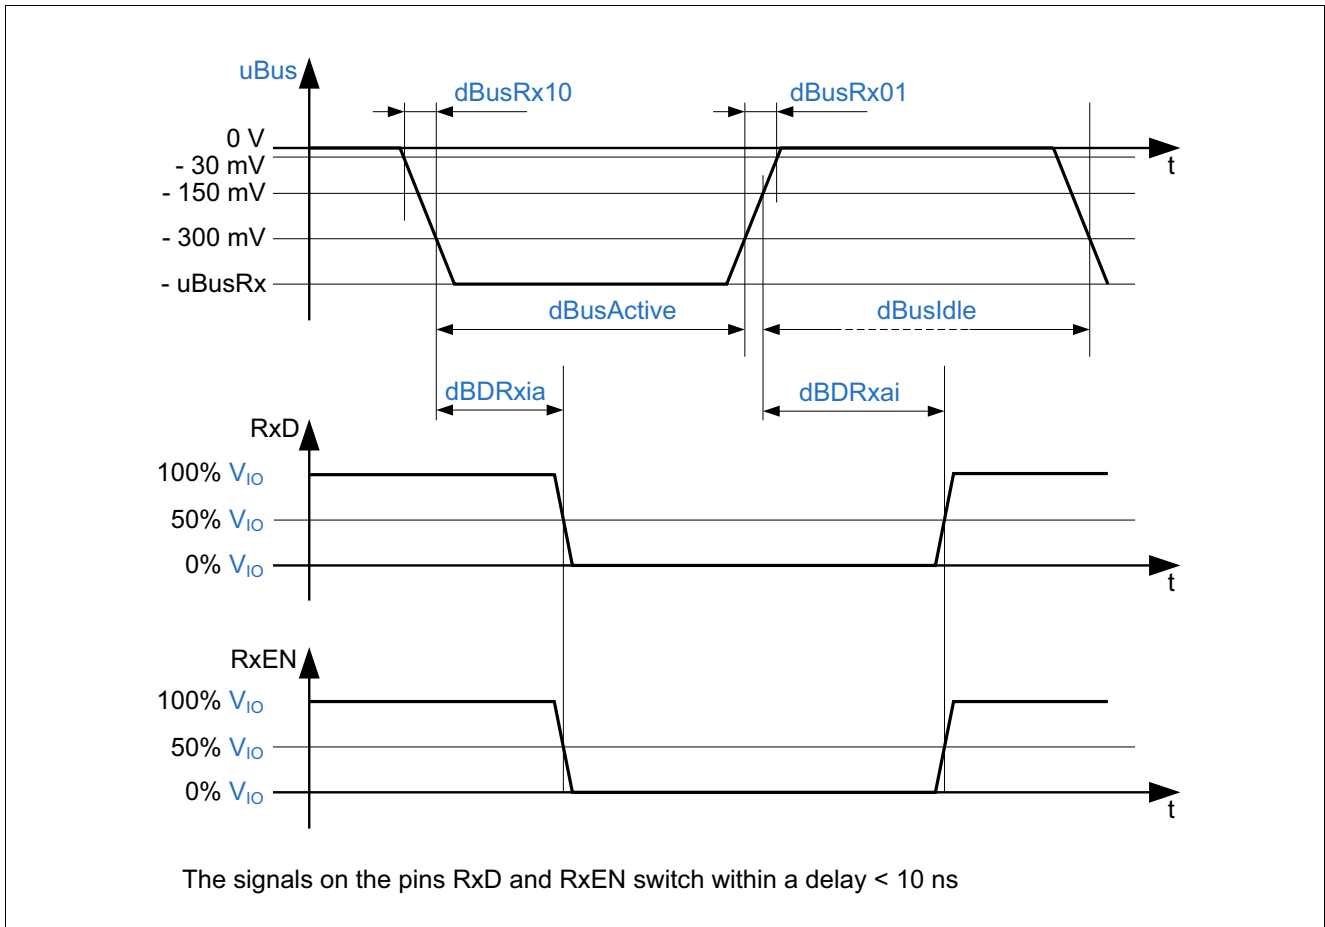 uBus
dBusRx10
dBusRx01
0 V
- 30 mV
- 150 mV
- 300 mV
- uBusRx
t
dBusActive
dBusIdle
dBDRxia
dBDRxai
RxD
100% VIO
50% VIO
0% VIO
t
RxEN
100% VIO
50% VIO
0% VIO
t
The signals on the pins RxD and RxEN switch within a delay < 10 ns